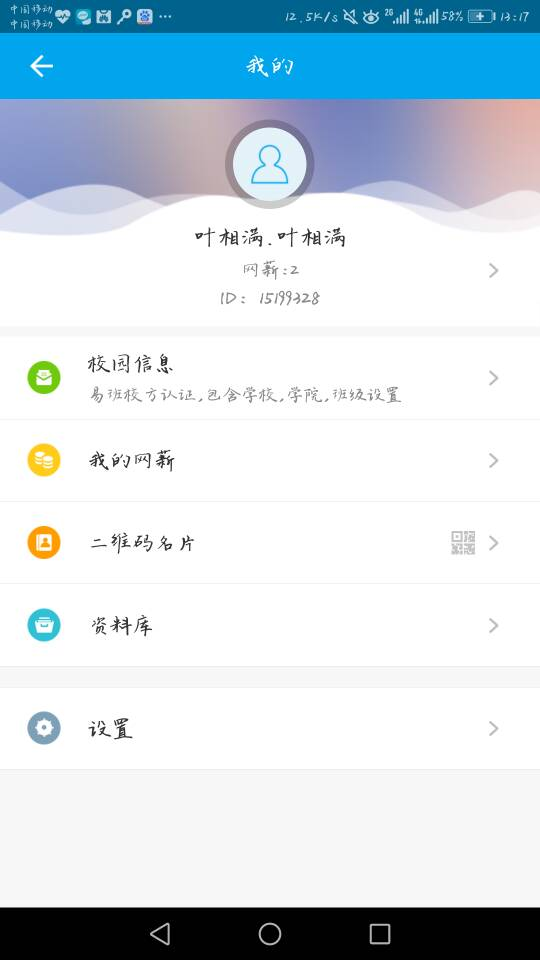 中国移动
中国移动
12.5K/s 2G 4G 58% 13:17
我的
叶相满.叶相满
网薪:2
ID： 15199328
校园信息
易班校方认证,包含学校,学院,班级设置
我的网薪
二维码名片
资料库
设置